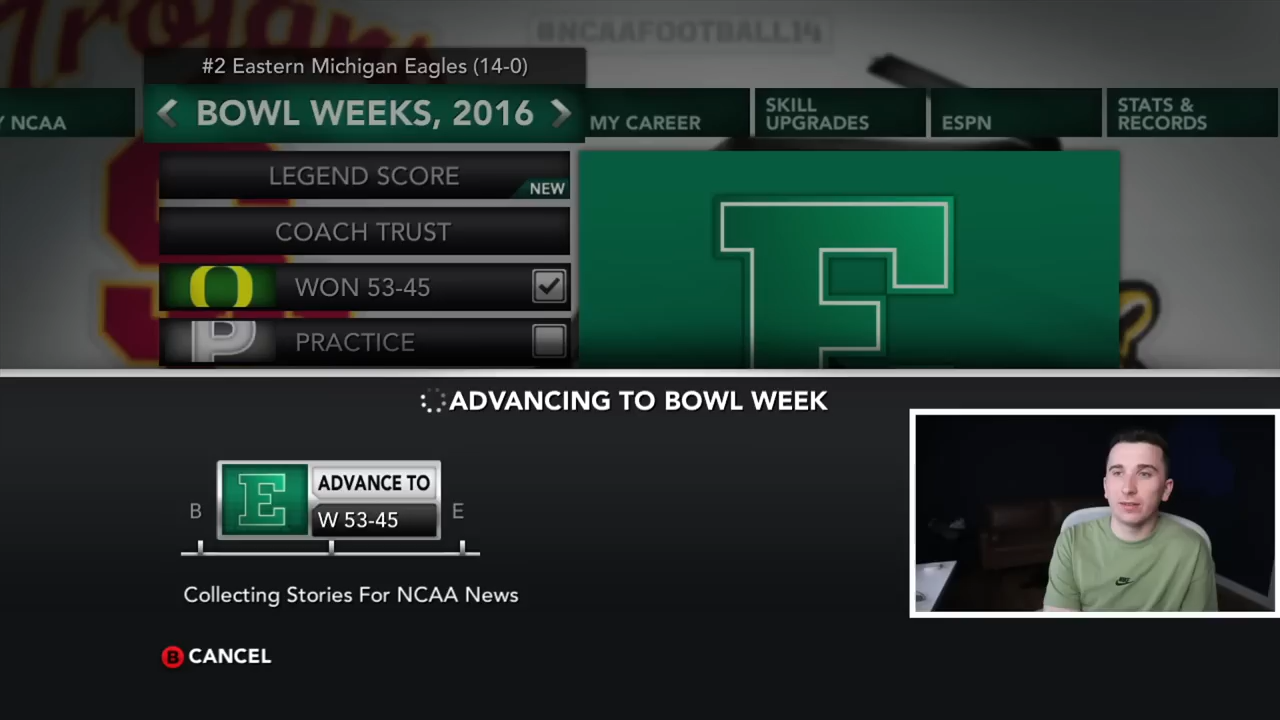 #NCAAFOOTBALL14
Trojans
#2 Eastern Michigan Eagles (14-0)
Y NCAA
BOWL WEEKS, 2016
MY CAREER
SKILL
UPGRADES
ESPN
STATS &
RECORDS
LEGEND SCORE
NEW
COACH TRUST
O
WON 53-45
P
PRACTICE
E
ADVANCING TO BOWL WEEK
B
E
ADVANCE TO
W 53-45
E
Collecting Stories For NCAA News
B CANCEL